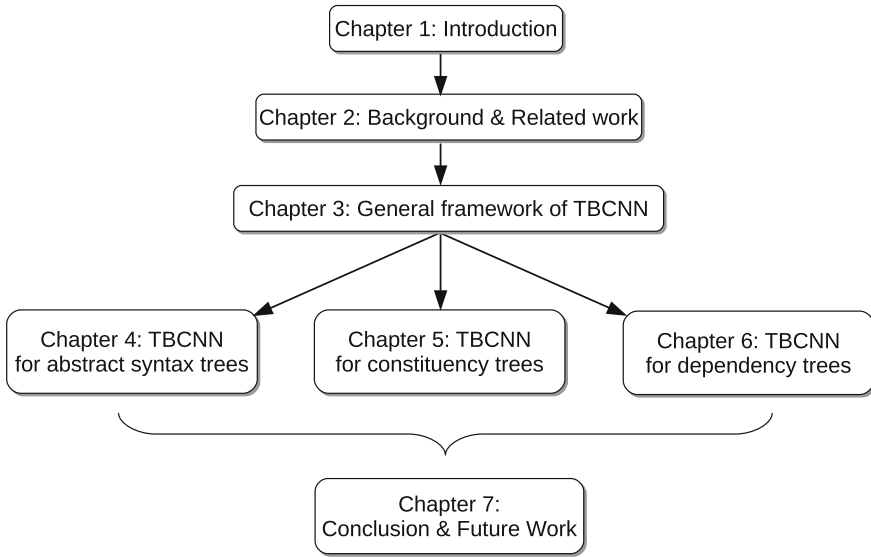 Chapter 1: Introduction
Chapter 2: Background & Related work
Chapter 3: General framework of TBCNN
Chapter 4: TBCNN
for abstract syntax trees
Chapter 5: TBCNN
for constituency trees
Chapter 6: TBCNN
for dependency trees
Chapter 7:
Conclusion & Future Work